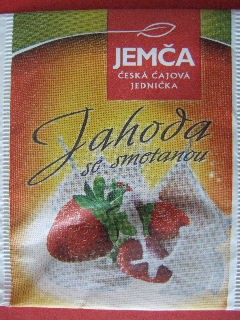 JEMČA
ČESKÁ ČAJOVÁ
JEDNIČKA
Jahoda
se smetanou